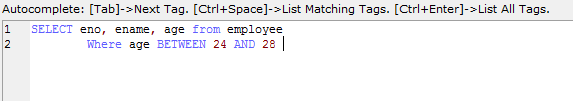 Autocomplete: [Tab]->Next Tag. [Ctrl+Space]->List Matching Tags. [Ctrl+Enter]->List All Tags.
1 SELECT eno, ename, age from employee
2 Where age BETWEEN 24 AND 28